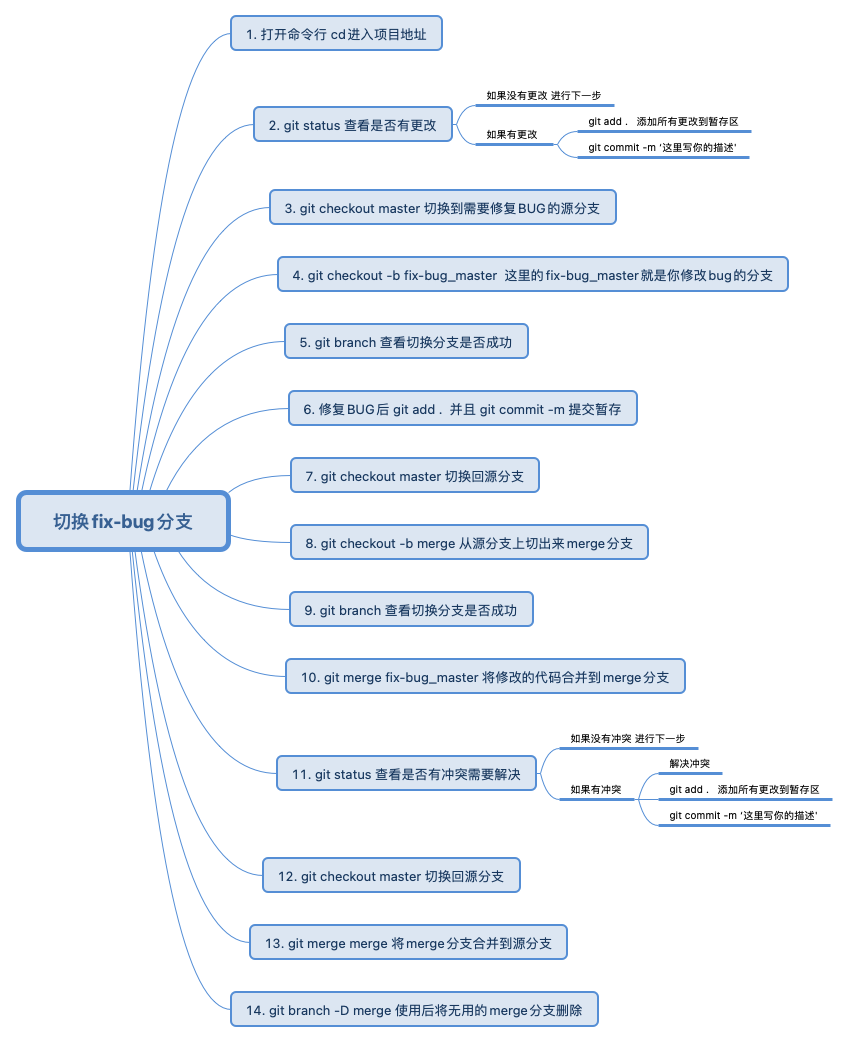 1. 打开命令行 cd进入项目地址
2. git status 查看是否有更改
如果没有更改 进行下一步
如果有更改
git add . 添加所有更改到暂存区
git commit -m '这里写你的描述'
3. git checkout master 切换到需要修复BUG的源分支
4. git checkout -b fix-bug_master 这里的fix-bug_master就是你修改bug的分支
5. git branch 查看切换分支是否成功
6. 修复BUG后 git add . 并且 git commit -m 提交暂存
7. git checkout master 切换回源分支
切换fix-bug分支
8. git checkout -b merge 从源分支上切出来merge分支
9. git branch 查看切换分支是否成功
10. git merge fix-bug_master 将修改的代码合并到merge分支
11. git status 查看是否有冲突需要解决
如果没有冲突 进行下一步
如果有冲突
解决冲突
git add . 添加所有更改到暂存区
git commit -m '这里写你的描述'
12. git checkout master 切换回源分支
13. git merge merge 将merge分支合并到源分支
14. git branch -D merge 使用后将无用的merge分支删除